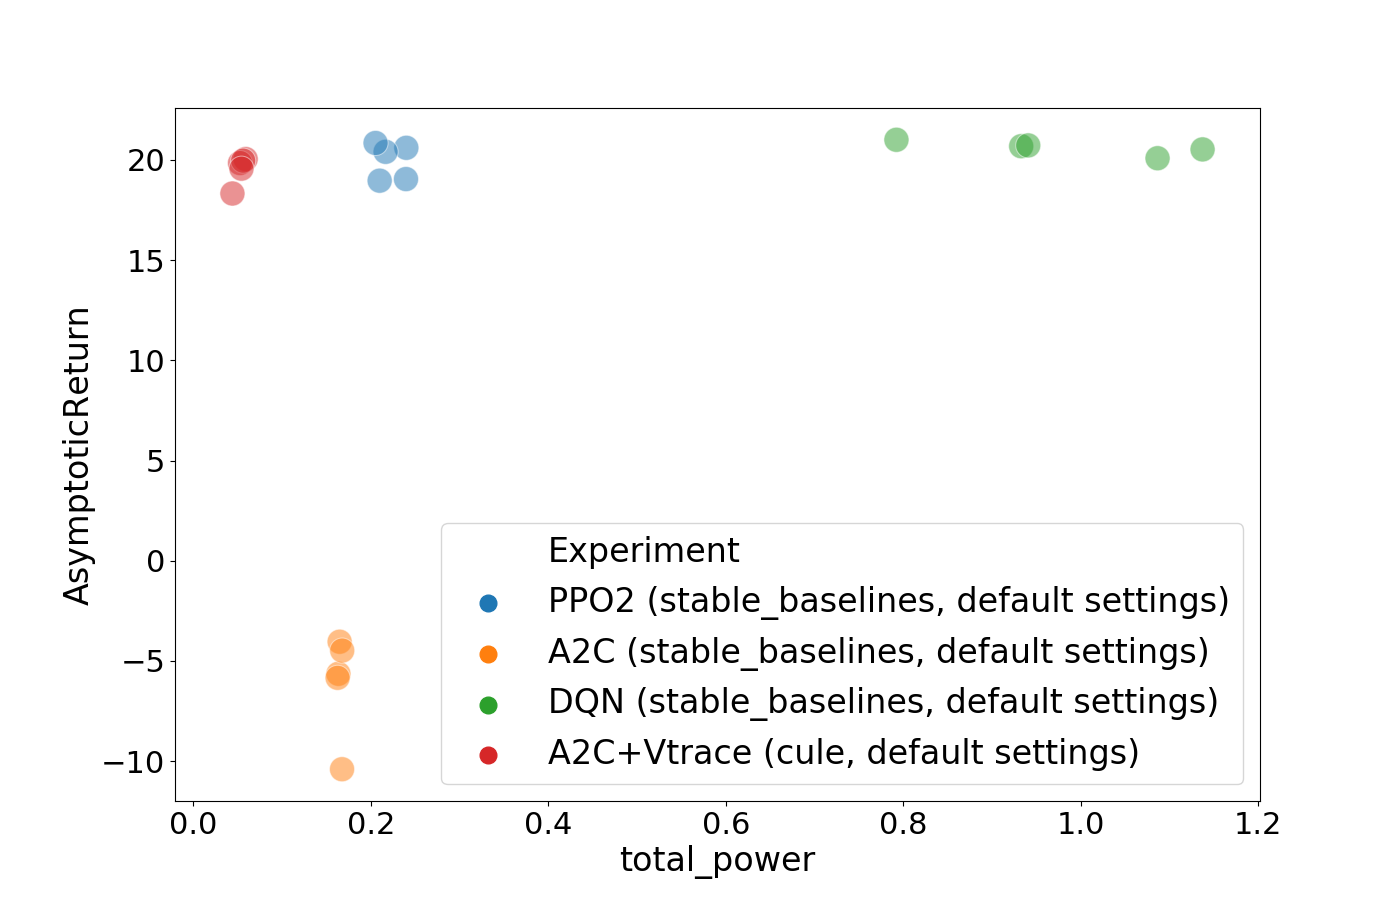 20
15
10
5
0
−5
−10
AsymptoticReturn
Experiment
PPO2 (stable_baselines, default settings)
A2C (stable_baselines, default settings)
DQN (stable_baselines, default settings)
A2C+Vtrace (cule, default settings)
0.0 0.2 0.4 0.6 0.8 1.0 1.2
total_power